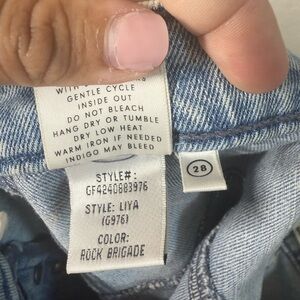 GENTLE CYCLE
INSIDE OUT
DO NOT BLEACH
HANG DRY OR TUMBLE
DRY LOW HEAT
WARM IRON IF NEEDED
INDIGO MAY BLEED
STYLE#:
GF4240883976
STYLE: LIYA
(G976)
COLOR:
ROCK BRIGADE
28